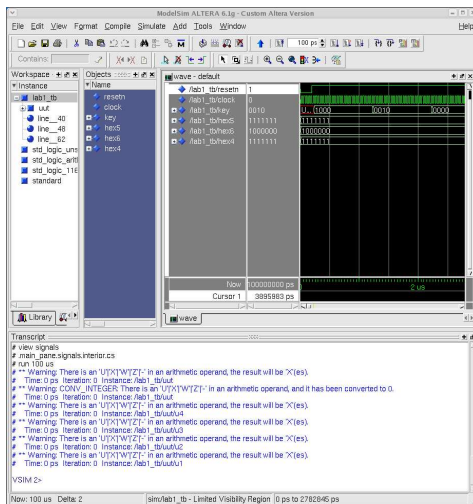 ModelSim ALTERA 6.1g - Custom Altera Version
File Edit View Format Compile Simulate Add Tools Window Help
100 ps
Contains:
Workspace
Instance
lab1_tb
uut
line__40
line__48
line__62
std_logic_uns
std_logic_arit
std_logic_116
standard
Library
Objects
Name
resetn
clock
key
hex5
hex6
hex4
wave - default
/lab1_tb/resetn 1
/lab1_tb/clock 0
/lab1_tb/key 0010 U... 1000 0010 0000
/lab1_tb/hex5 1111111 1111111
/lab1_tb/hex6 1000000 1000000
/lab1_tb/hex4 1111111 1111111
Now 100000000 ps 2 us
Cursor 1 3895983 ps
wave
Transcript
# view signals
# .main_pane.signals.interior.cs
# run 100 us
# ** Warning: There is an 'U'|'X'|'W'|'Z'|'-' in an arithmetic operand, the result will be 'X'(es).
# Time: 0 ps Iteration: 0 Instance: /lab1_tb/uut
# ** Warning: CONV_INTEGER: There is an 'U'|'X'|'W'|'Z'|'-' in an arithmetic operand, and it has been converted to 0.
# Time: 0 ps Iteration: 0 Instance: /lab1_tb/uut
# ** Warning: There is an 'U'|'X'|'W'|'Z'|'-' in an arithmetic operand, the result will be 'X'(es).
# Time: 0 ps Iteration: 0 Instance: /lab1_tb/uut/u4
# ** Warning: There is an 'U'|'X'|'W'|'Z'|'-' in an arithmetic operand, the result will be 'X'(es).
# Time: 0 ps Iteration: 0 Instance: /lab1_tb/uut/u3
# ** Warning: There is an 'U'|'X'|'W'|'Z'|'-' in an arithmetic operand, the result will be 'X'(es).
# Time: 0 ps Iteration: 0 Instance: /lab1_tb/uut/u2
# ** Warning: There is an 'U'|'X'|'W'|'Z'|'-' in an arithmetic operand, the result will be 'X'(es).
# Time: 0 ps Iteration: 0 Instance: /lab1_tb/uut/u1
VSIM 2>
Now: 100 us Delta: 2 sim:/lab1_tb - Limited Visibility Region 0 ps to 2782845 ps